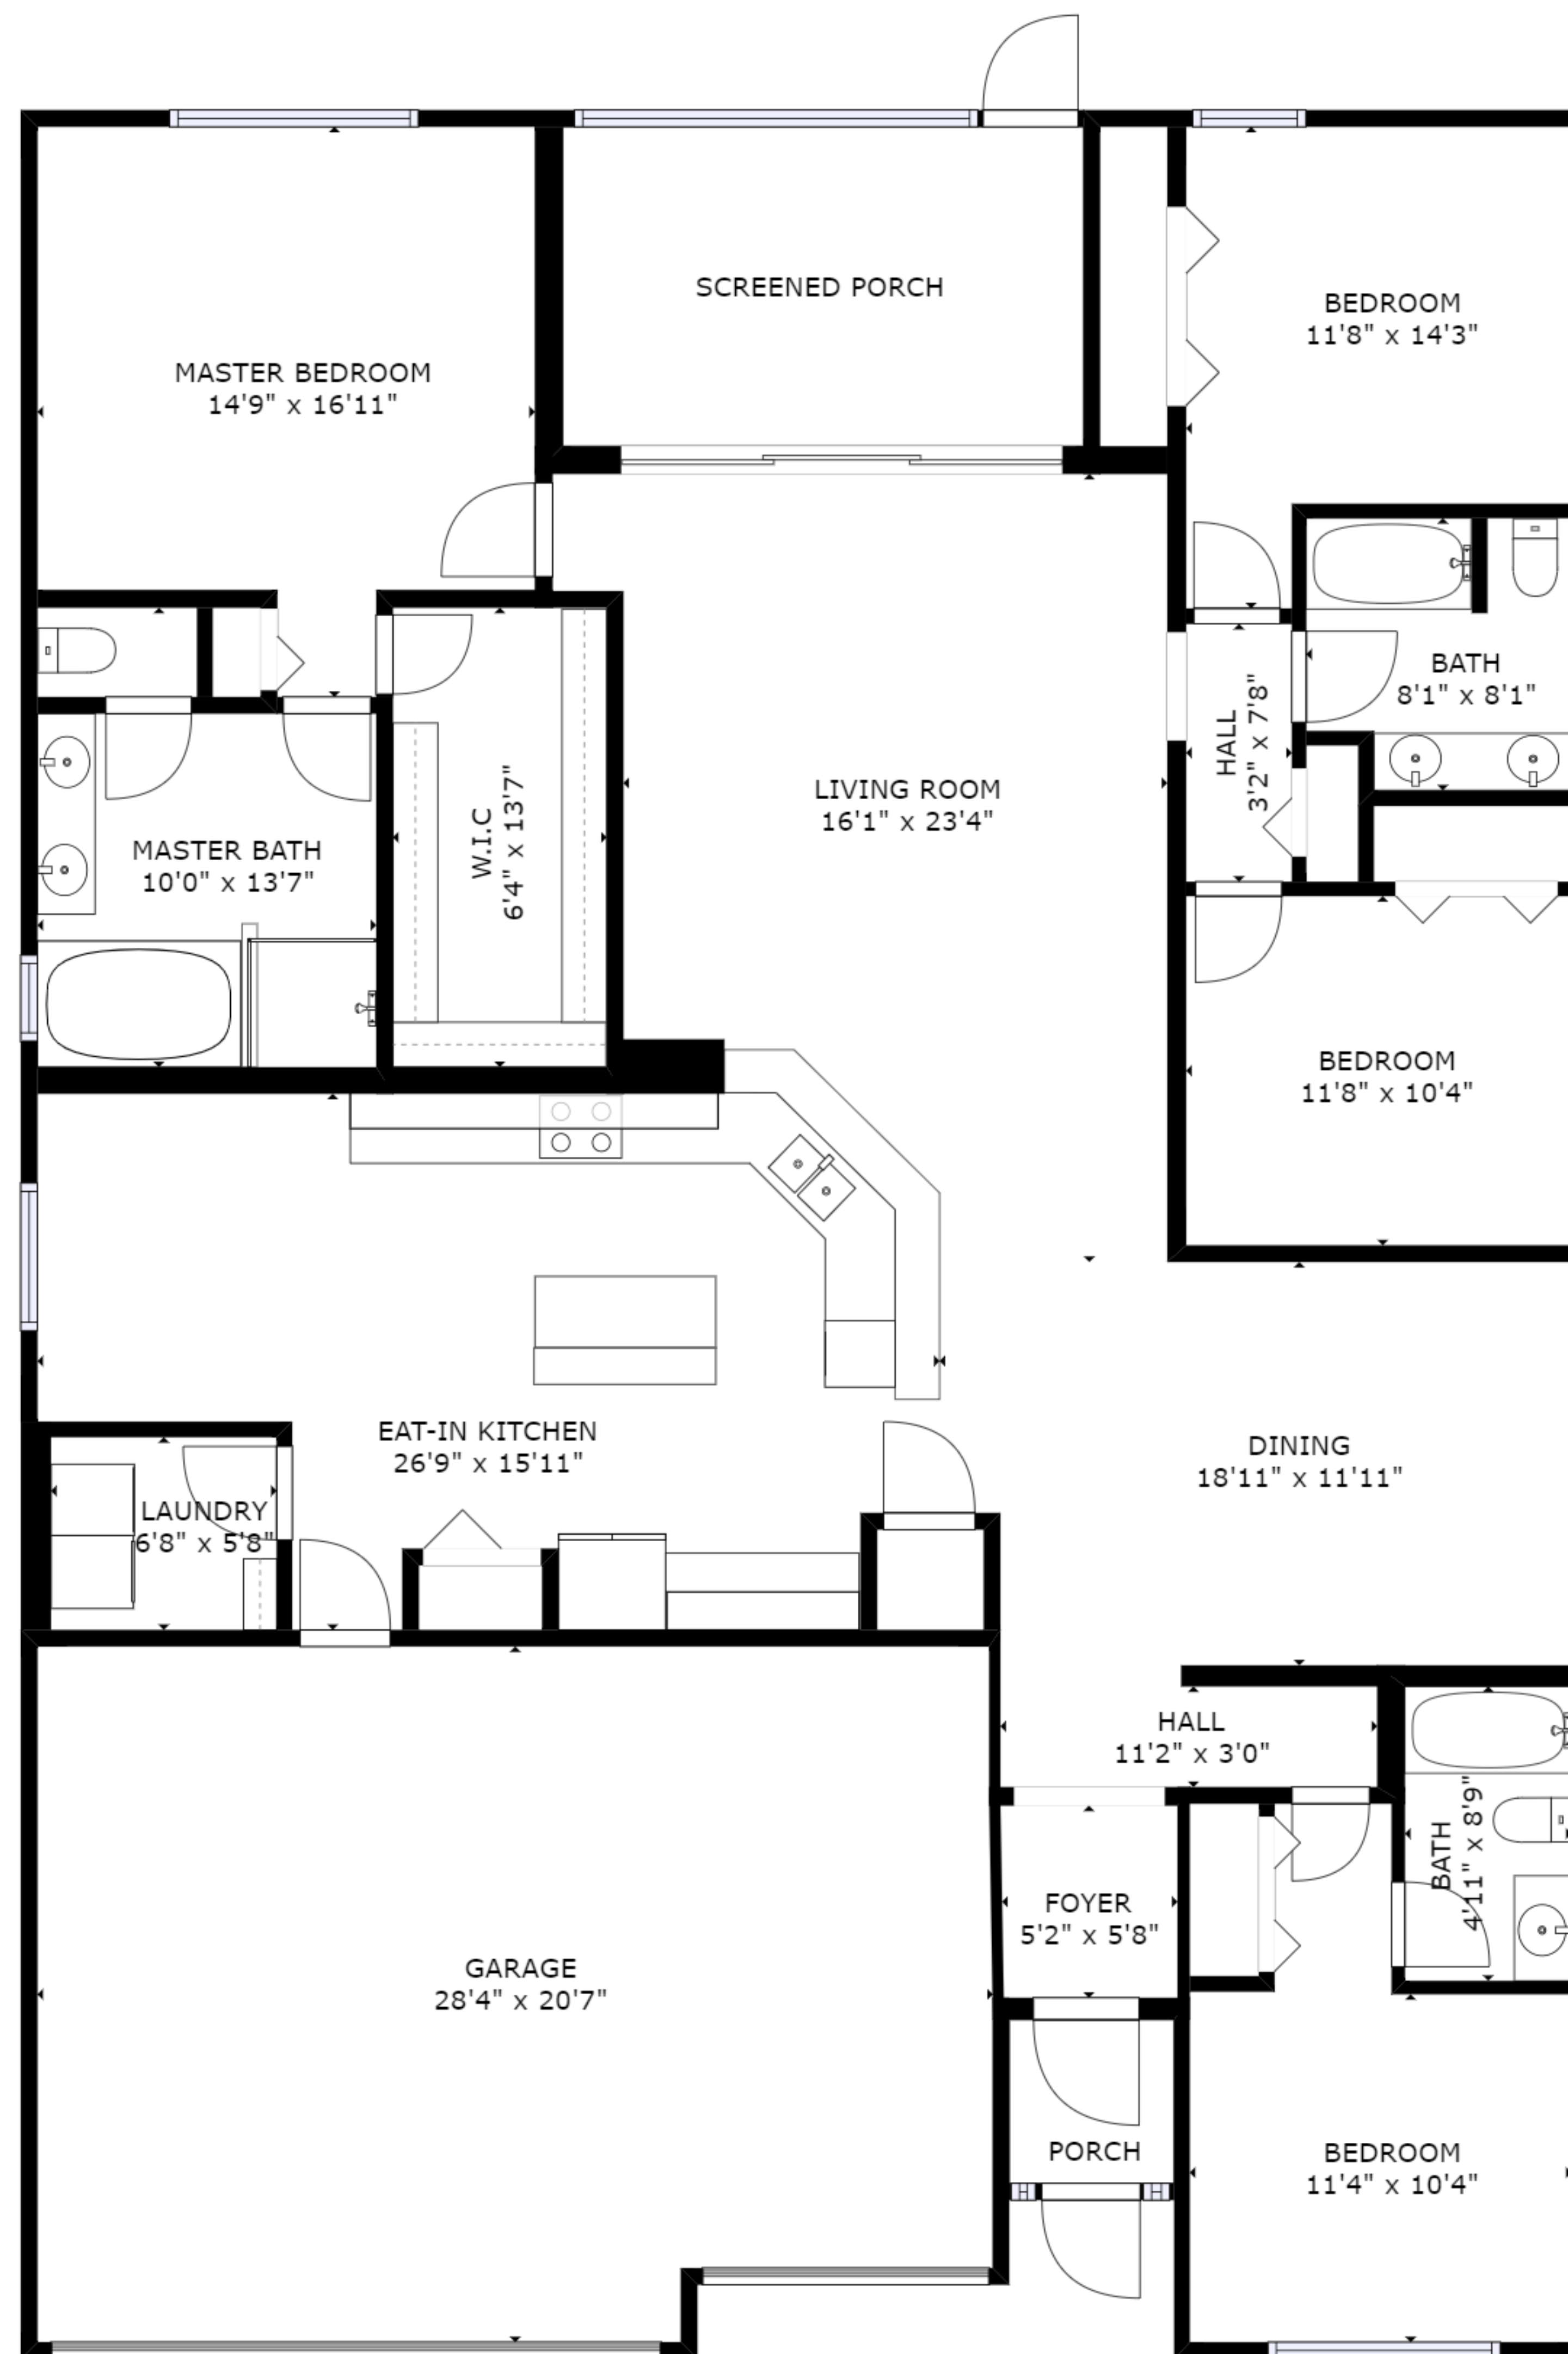 SCREENED PORCH
BEDROOM
11'8" x 14'3"
MASTER BEDROOM
14'9" x 16'11"
BATH
8'1" x 8'1"
HALL
3'2" x 7'8"
LIVING ROOM
16'1" x 23'4"
W.I.C
6'4" x 13'7"
MASTER BATH
10'0" x 13'7"
BEDROOM
11'8" x 10'4"
EAT-IN KITCHEN
26'9" x 15'11"
DINING
18'11" x 11'11"
LAUNDRY
6'8" x 5'8"
HALL
11'2" x 3'0"
BATH
4'11" x 8'9"
FOYER
5'2" x 5'8"
GARAGE
28'4" x 20'7"
PORCH
BEDROOM
11'4" x 10'4"